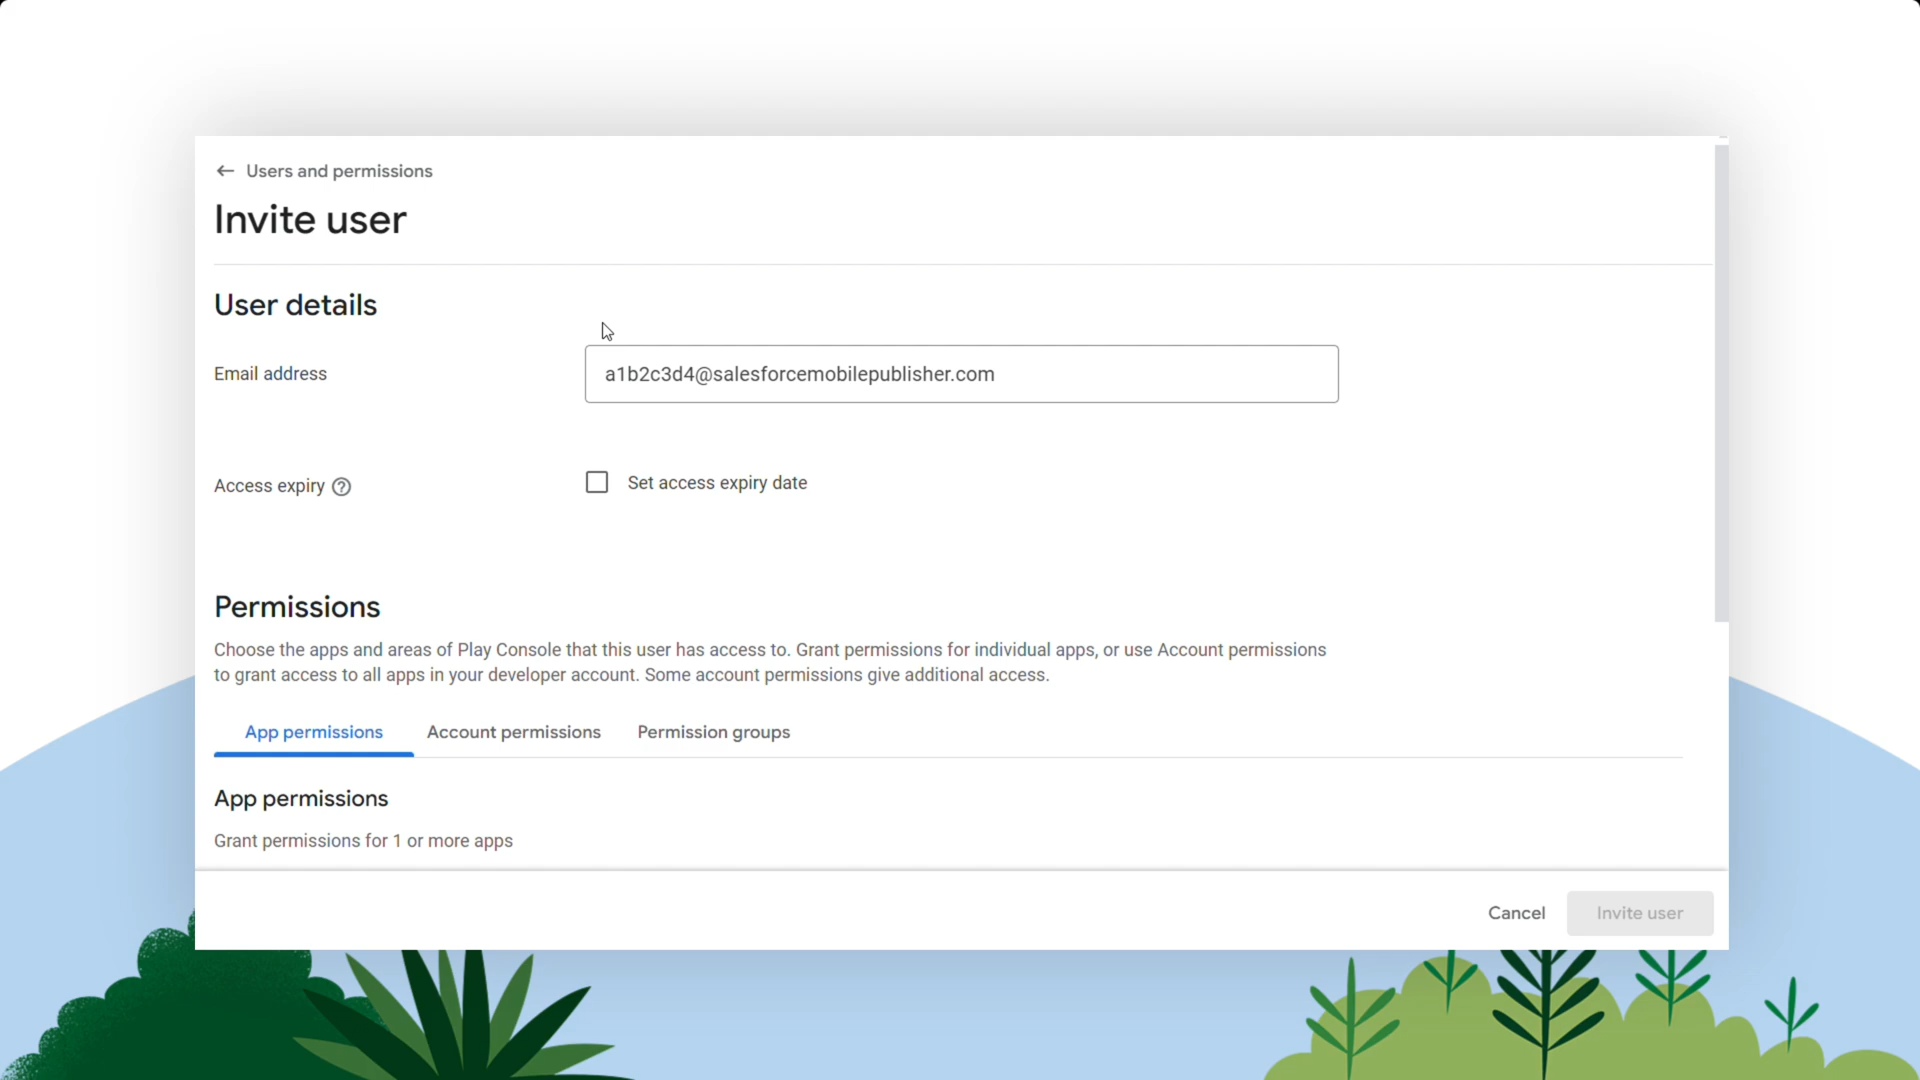 Users and permissions
Invite user
User details
Email address
a1b2c3d4@salesforcemobilepublisher.com
Access expiry
Set access expiry date
Permissions
Choose the apps and areas of Play Console that this user has access to. Grant permissions for individual apps, or use Account permissions
to grant access to all apps in your developer account. Some account permissions give additional access.
App permissions Account permissions Permission groups
App permissions
Grant permissions for 1 or more apps
Cancel Invite user